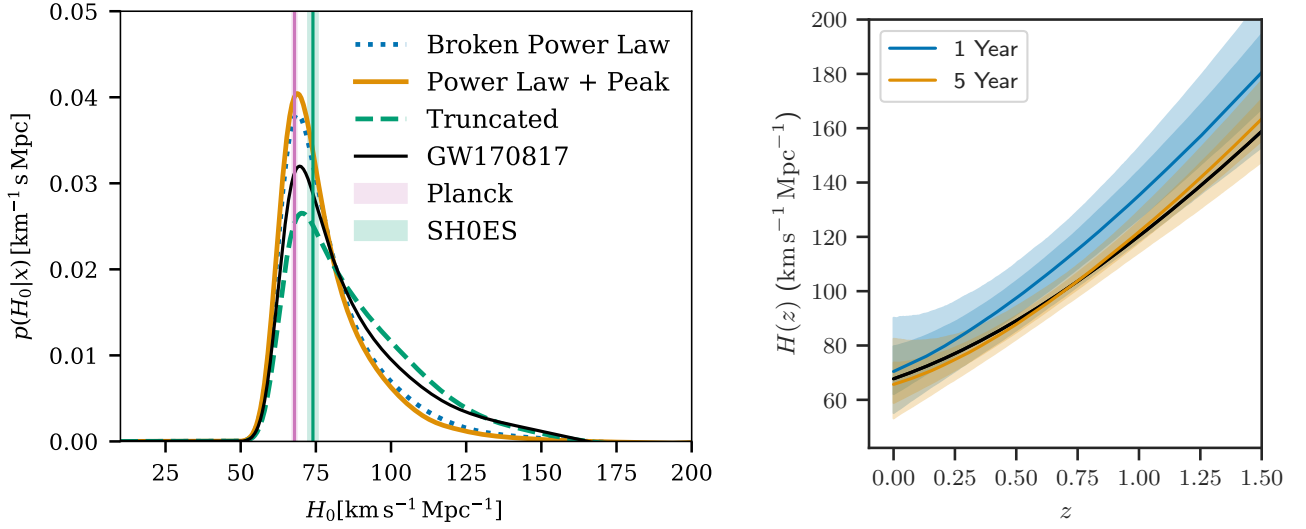 0.05
0.04
0.03
0.02
0.01
0.00
p(H₀|x) [km⁻¹ s Mpc]
Broken Power Law
Power Law + Peak
Truncated
GW170817
Planck
SH0ES
25 50 75 100 125 150 175 200
H₀[km s⁻¹ Mpc⁻¹]
200
180
160
140
120
100
80
60
H(z) (km s⁻¹ Mpc⁻¹)
1 Year
5 Year
0.00 0.25 0.50 0.75 1.00 1.25 1.50
z